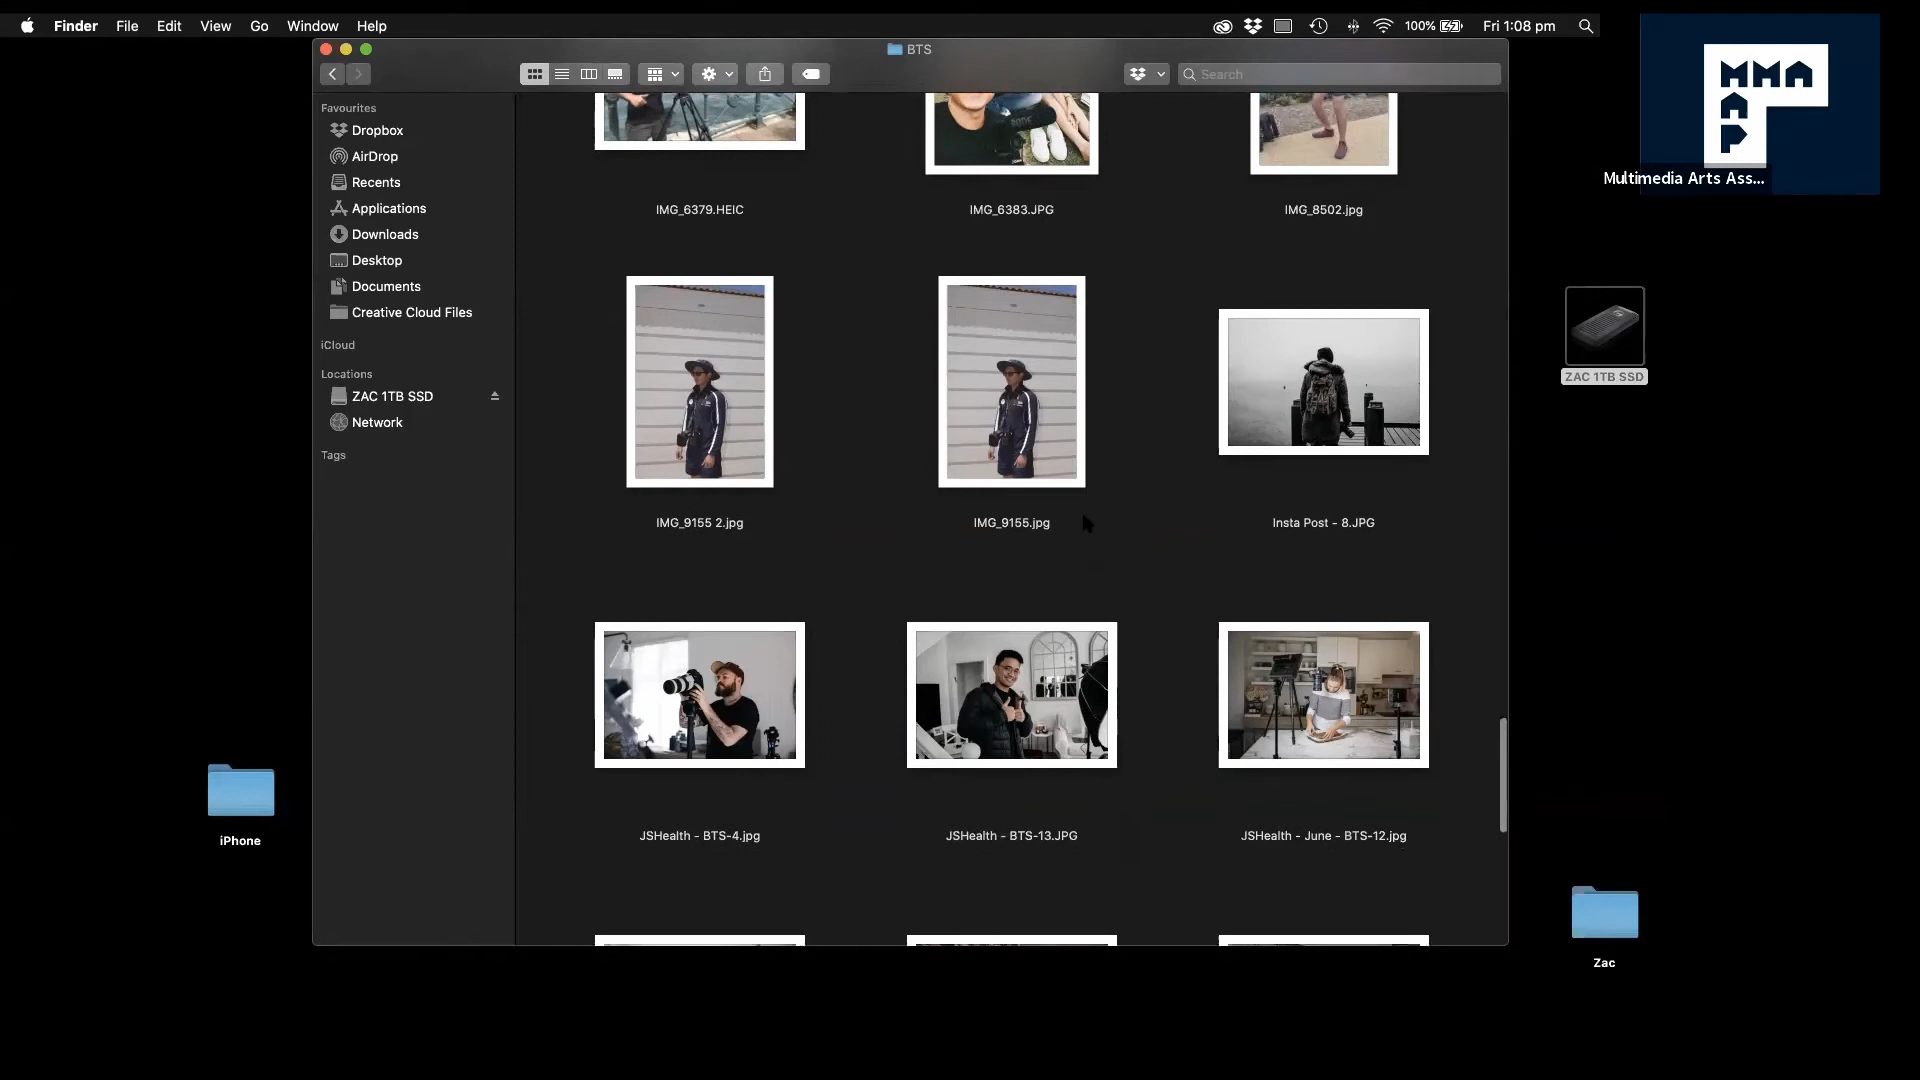 Finder File Edit View Go Window Help
100% Fri 1:08 pm
BTS
Search
MMA
A
P
Multimedia Arts Ass...
Favourites
Dropbox
AirDrop
Recents
Applications
Downloads
Desktop
Documents
Creative Cloud Files
iCloud
Locations
ZAC 1TB SSD
Network
Tags
RODE
IMG_6379.HEIC
IMG_6383.JPG
IMG_8502.jpg
IMG_9155 2.jpg
IMG_9155.jpg
Insta Post - 8.JPG
JSHealth - BTS-4.jpg
JSHealth - BTS-13.JPG
JSHealth - June - BTS-12.jpg
ZAC 1TB SSD
iPhone
Zac